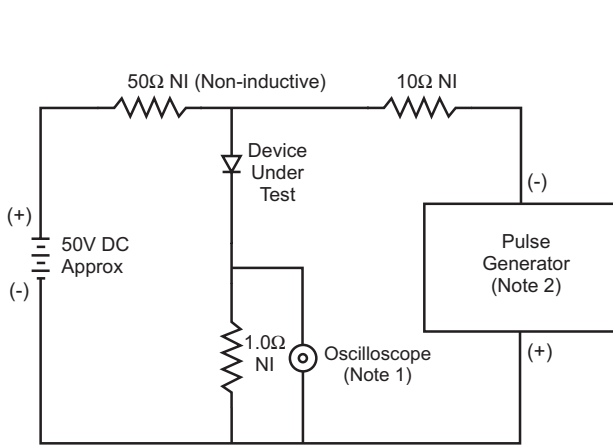 50Ω NI (Non-inductive)
10Ω NI
Device
Under
Test
(-)
(+)
50V DC
Approx
(-)
Pulse
Generator
(Note 2)
1.0Ω
NI
Oscilloscope
(Note 1)
(+)